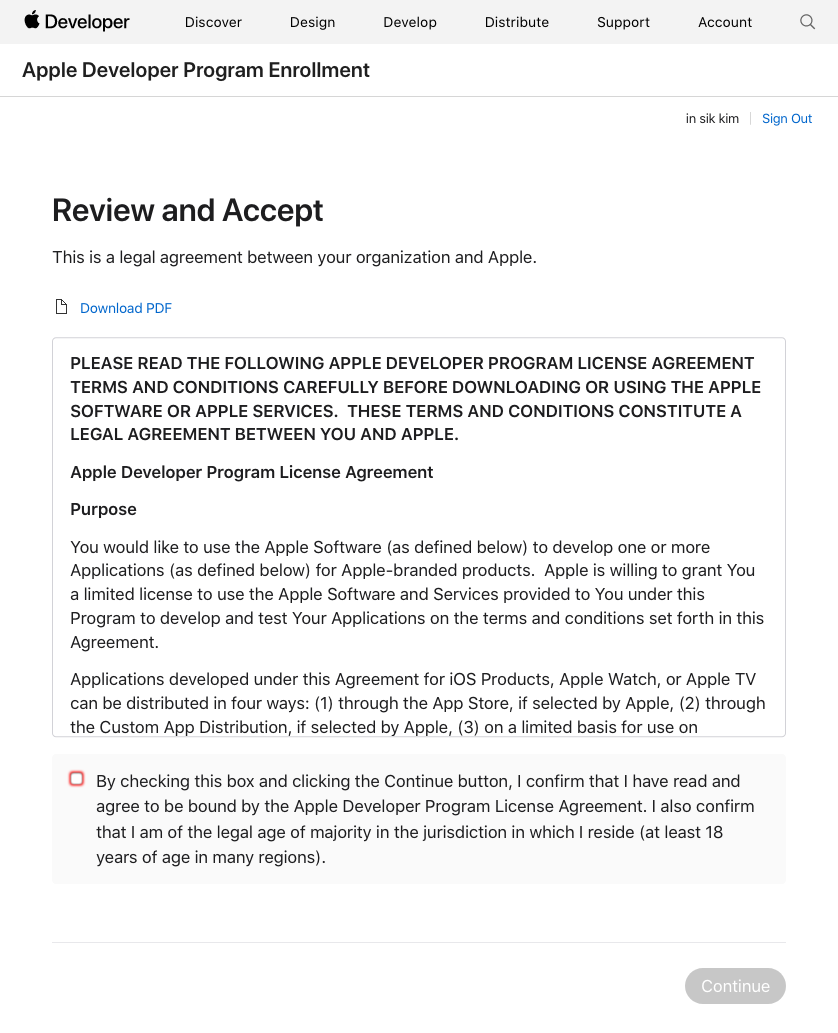 Developer
Discover
Design
Develop
Distribute
Support
Account
Apple Developer Program Enrollment
in sik kim
Sign Out
Review and Accept
This is a legal agreement between your organization and Apple.
Download PDF
PLEASE READ THE FOLLOWING APPLE DEVELOPER PROGRAM LICENSE AGREEMENT
TERMS AND CONDITIONS CAREFULLY BEFORE DOWNLOADING OR USING THE APPLE
SOFTWARE OR APPLE SERVICES.  THESE TERMS AND CONDITIONS CONSTITUTE A
LEGAL AGREEMENT BETWEEN YOU AND APPLE.
Apple Developer Program License Agreement
Purpose
You would like to use the Apple Software (as defined below) to develop one or more
Applications (as defined below) for Apple-branded products.  Apple is willing to grant You
a limited license to use the Apple Software and Services provided to You under this
Program to develop and test Your Applications on the terms and conditions set forth in this
Agreement.
Applications developed under this Agreement for iOS Products, Apple Watch, or Apple TV
can be distributed in four ways: (1) through the App Store, if selected by Apple, (2) through
the Custom App Distribution, if selected by Apple, (3) on a limited basis for use on
By checking this box and clicking the Continue button, I confirm that I have read and
agree to be bound by the Apple Developer Program License Agreement. I also confirm
that I am of the legal age of majority in the jurisdiction in which I reside (at least 18
years of age in many regions).
Continue